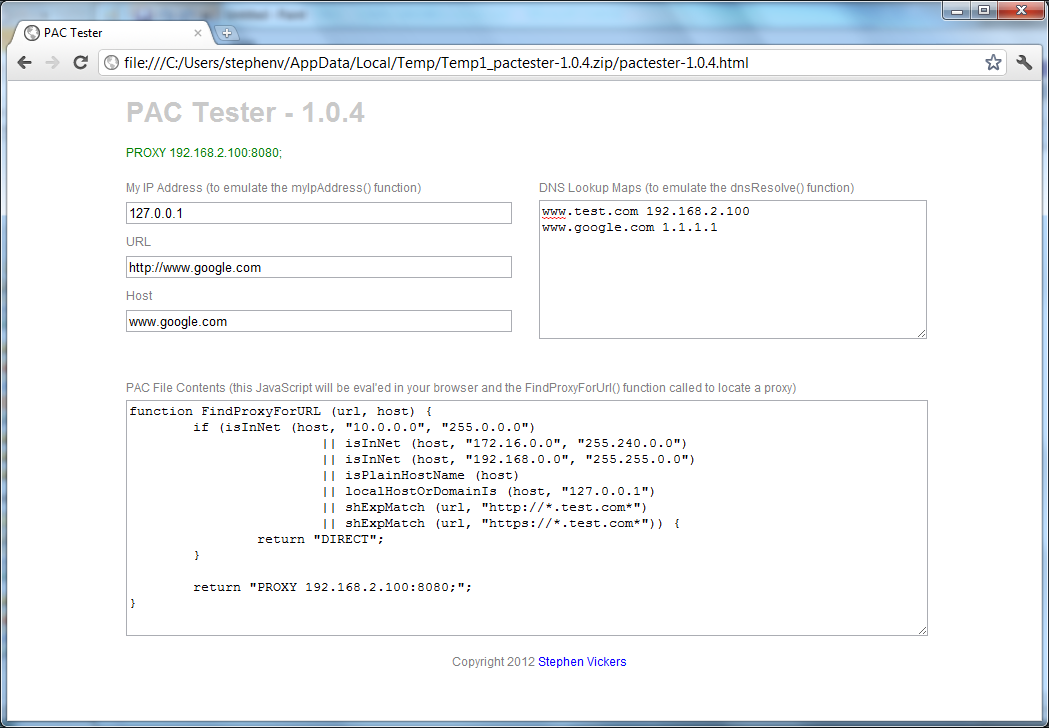 PAC Tester
file:///C:/Users/stephenv/AppData/Local/Temp/Temp1_pactester-1.0.4.zip/pactester-1.0.4.html
PAC Tester - 1.0.4
PROXY 192.168.2.100:8080;
My IP Address (to emulate the myIpAddress() function)
127.0.0.1
URL
http://www.google.com
Host
www.google.com
DNS Lookup Maps (to emulate the dnsResolve() function)
www.test.com 192.168.2.100
www.google.com 1.1.1.1
PAC File Contents (this JavaScript will be eval'ed in your browser and the FindProxyForUrl() function called to locate a proxy)
function FindProxyForURL (url, host) {
if (isInNet (host, "10.0.0.0", "255.0.0.0")
|| isInNet (host, "172.16.0.0", "255.240.0.0")
|| isInNet (host, "192.168.0.0", "255.255.0.0")
|| isPlainHostName (host)
|| localHostOrDomainIs (host, "127.0.0.1")
|| shExpMatch (url, "http://*.test.com*")
|| shExpMatch (url, "https://*.test.com*")) {
return "DIRECT";
}
return "PROXY 192.168.2.100:8080;";
}
Copyright 2012 Stephen Vickers